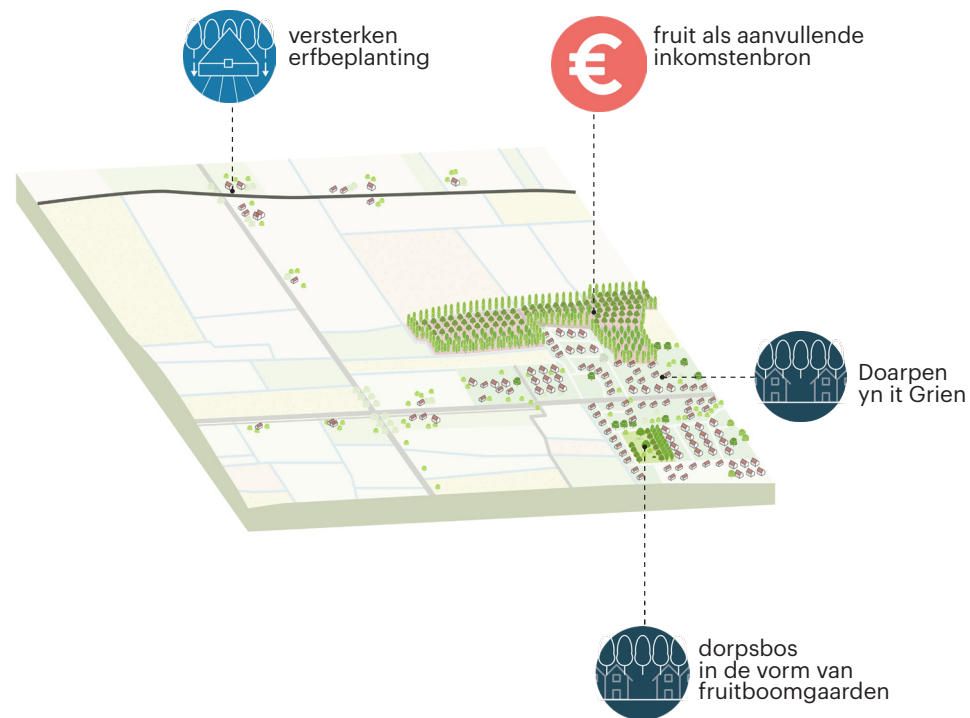 versterken
erfbeplanting
fruit als aanvullende
inkomstenbron
€
Doarpen
yn it Grien
dorpsbos
in de vorm van
fruitboomgaarden